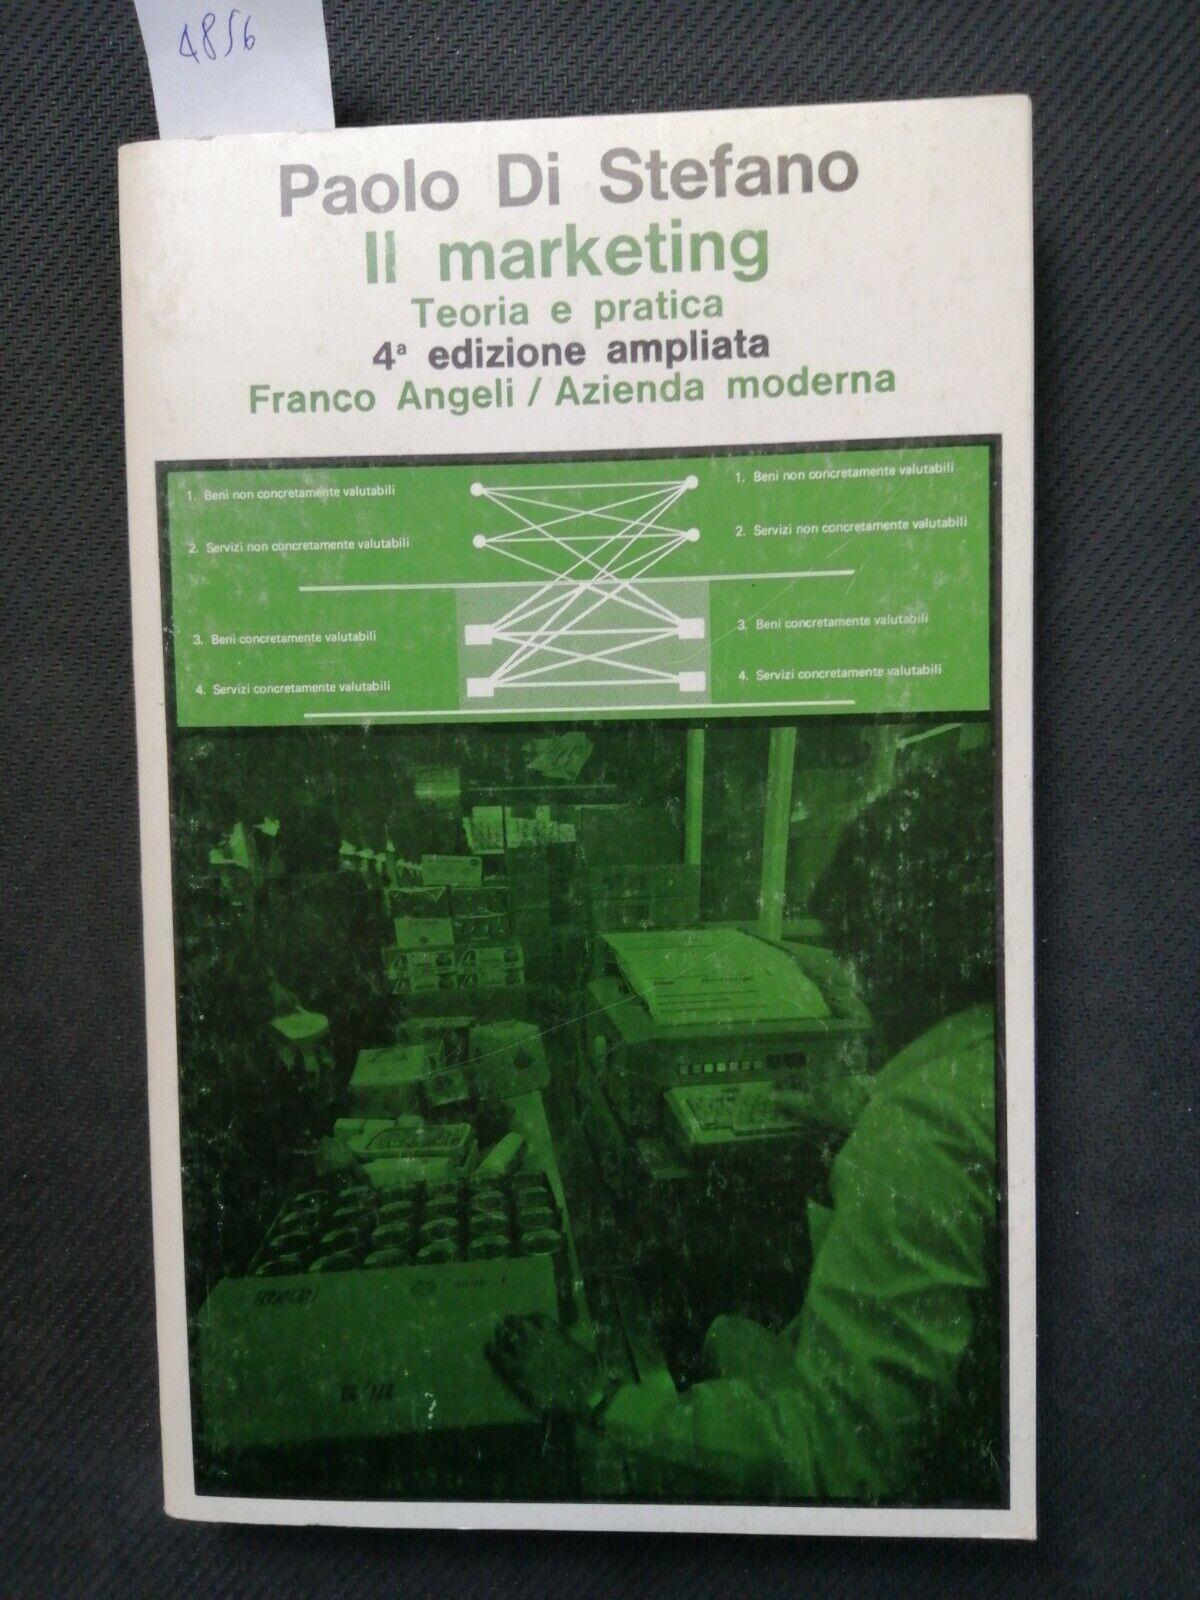 4856
Paolo Di Stefano
Il marketing
Teoria e pratica
4ª edizione ampliata
Franco Angeli / Azienda moderna
1. Beni non concretamente valutabili
2. Servizi non concretamente valutabili
3. Beni concretamente valutabili
4. Servizi concretamente valutabili
1. Beni non concretamente valutabili
2. Servizi non concretamente valutabili
3. Beni concretamente valutabili
4. Servizi concretamente valutabili